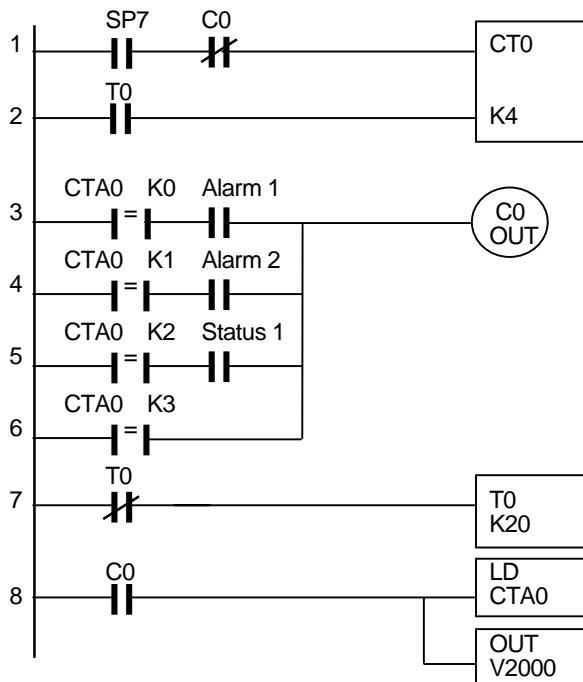 SP7 C0
1 CT0
T0
2 K4
CTA0 K0 Alarm 1
3 = C0
OUT
CTA0 K1 Alarm 2
4 =
CTA0 K2 Status 1
5 =
CTA0 K3
6 =
T0
7 T0
K20
C0 LD
8 CTA0
OUT
V2000